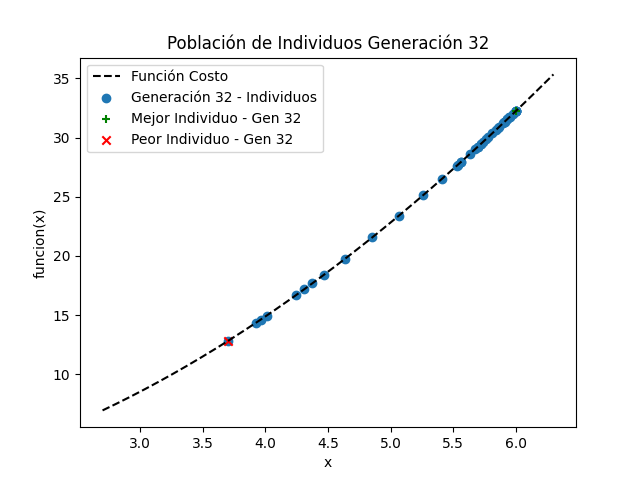 Población de Individuos Generación 32
Función Costo
Generación 32 - Individuos
Mejor Individuo - Gen 32
Peor Individuo - Gen 32
35
30
25
20
15
10
funcion(x)
3.0 3.5 4.0 4.5 5.0 5.5 6.0
x